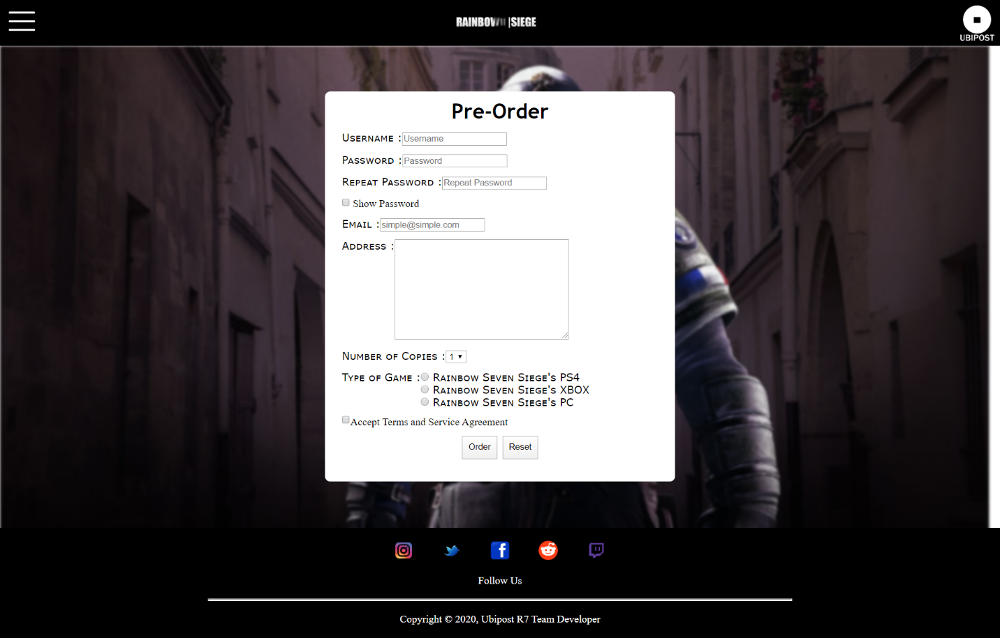 RAINBOW |SIEGE
UBIPOST
Pre-Order
Username : Username
Password : Password
Repeat Password : Repeat Password
Show Password
Email : simple@simple.com
Address :
Number of Copies : 1
Type of Game : Rainbow Seven Siege's PS4
Rainbow Seven Siege's XBOX
Rainbow Seven Siege's PC
Accept Terms and Service Agreement
Order Reset
Follow Us
Copyright © 2020, Ubipost R7 Team Developer